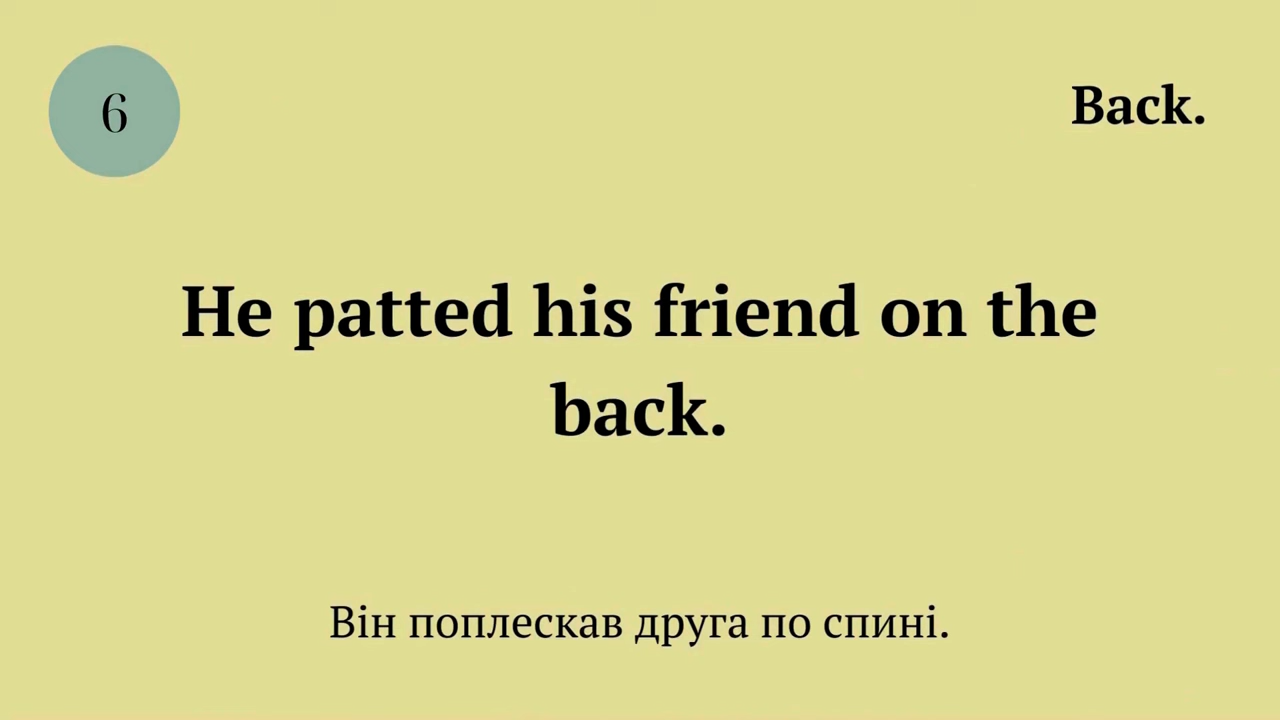 6
Back.
He patted his friend on the
back.
Він поплескав друга по спині.